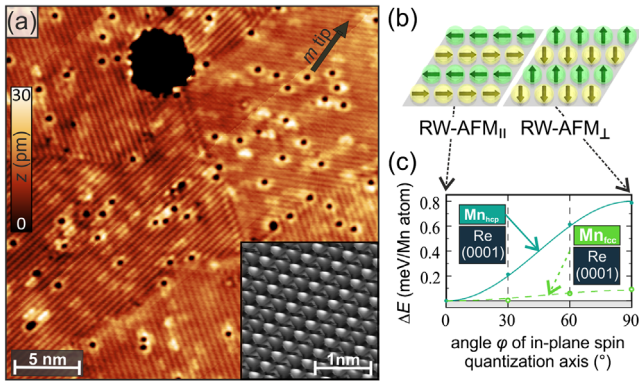 (a)
m tip
30
z (pm)
0
5 nm
1nm
(b)
RW-AFM|| RW-AFM⊥
(c)
0.8
0.6
0.4
0.2
ΔE (meV/Mn atom)
Mnhcp
Re
(0001)
Mnfcc
Re
(0001)
0 30 60 90
angle φ of in-plane spin
quantization axis (°)